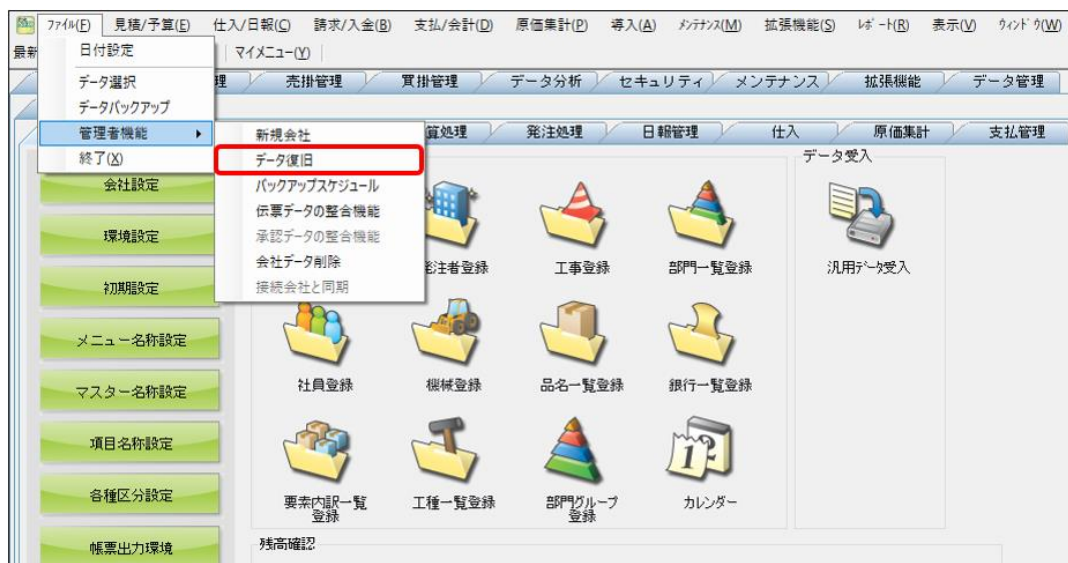 ﾌｧｲﾙ(F) 見積/予算(E) 仕入/日報(C) 請求/入金(B) 支払/会計(D) 原価集計(P) 導入(A) ﾒﾝﾃﾅﾝｽ(M) 拡張機能(S) ﾚﾎﾟｰﾄ(R) 表示(V) ｳｨﾝﾄﾞｳ(W)
最新
日付設定
マイメニュー(Y)
データ選択
理 売掛管理 買掛管理 データ分析 セキュリティ メンテナンス 拡張機能 データ管理
データバックアップ
管理者機能
新規会社
算処理 発注処理 日報管理 仕入 原価集計 支払管理
終了(X)
データ復旧
データ受入
会社設定
バックアップスケジュール
環境設定
伝票データの整合機能
承認データの整合機能
会社データ削除
発注者登録 工事登録 部門一覧登録 汎用ﾃﾞｰﾀ受入
初期設定
接続会社と同期
メニュー名称設定
マスター名称設定
社員登録 機械登録 品名一覧登録 銀行一覧登録
項目名称設定
各種区分設定
要素内訳一覧
登録
工種一覧登録
部門グループ
登録
カレンダー
帳票出力環境
残高確認